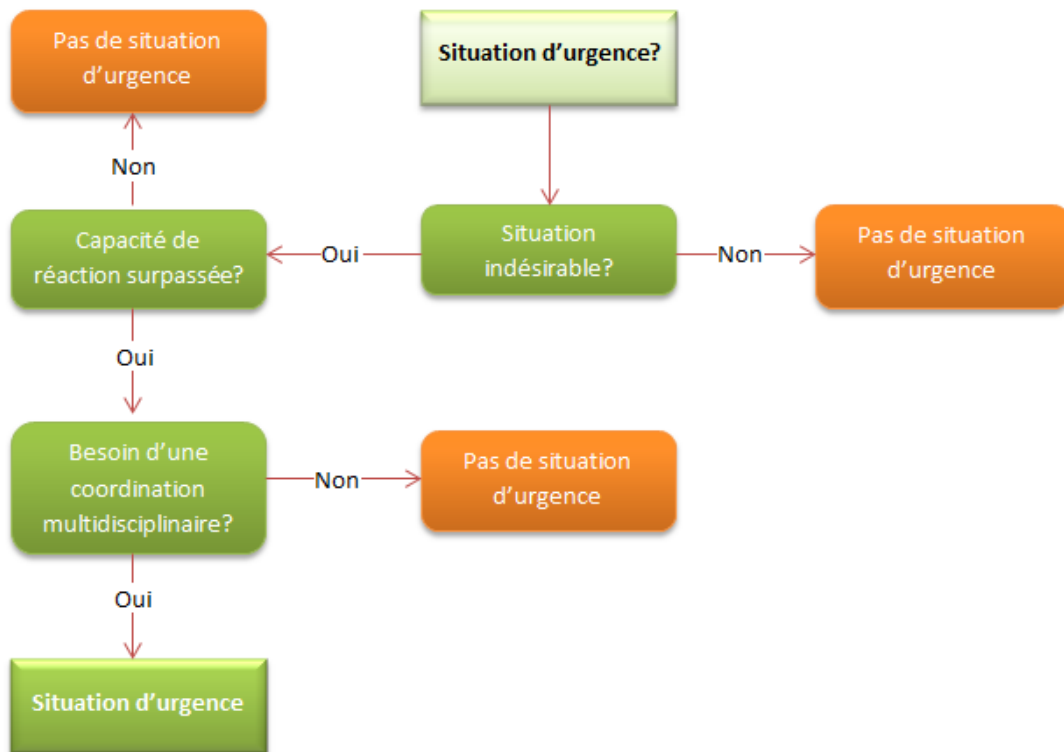 Pas de situation
d’urgence
Situation d’urgence?
Non
Capacité de
réaction surpassée?
Oui
Situation
indésirable?
Non
Pas de situation
d’urgence
Oui
Besoin d’une
coordination
multidisciplinaire?
Non
Pas de situation
d’urgence
Oui
Situation d’urgence